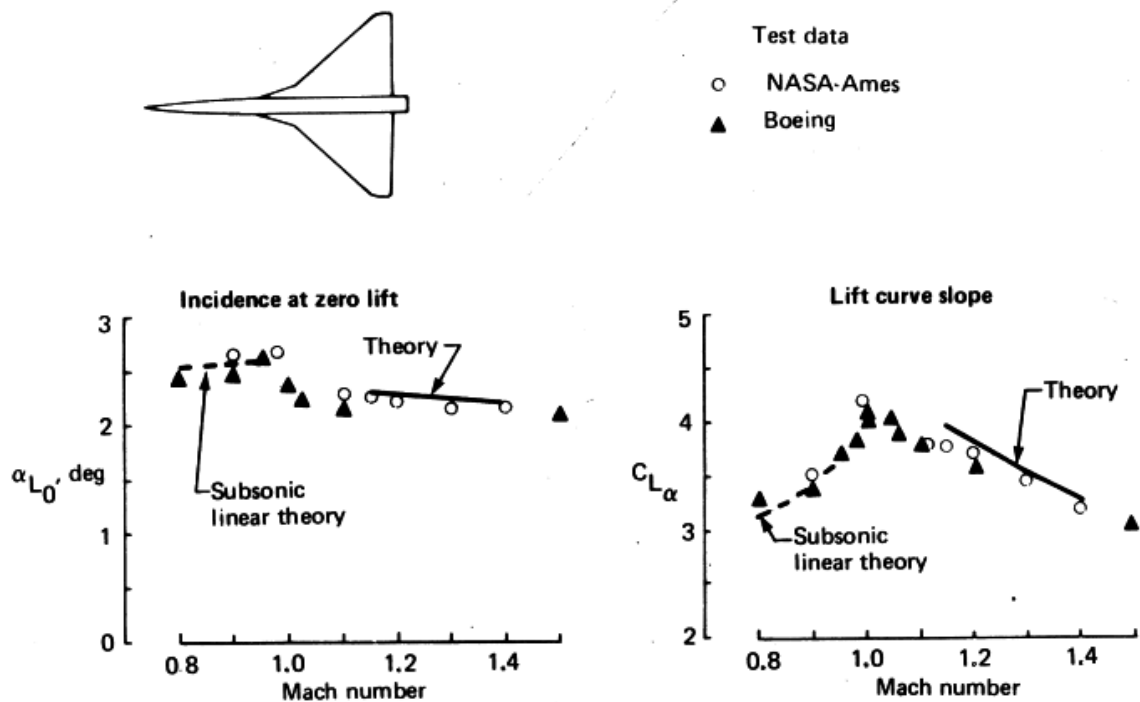 Test data
NASA-Ames
Boeing
Incidence at zero lift
3
2
1
0
αL0, deg
Theory
Subsonic
linear theory
0.8 1.0 1.2 1.4
Mach number
Lift curve slope
5
4
3
2
CLα
Theory
Subsonic
linear theory
0.8 1.0 1.2 1.4
Mach number